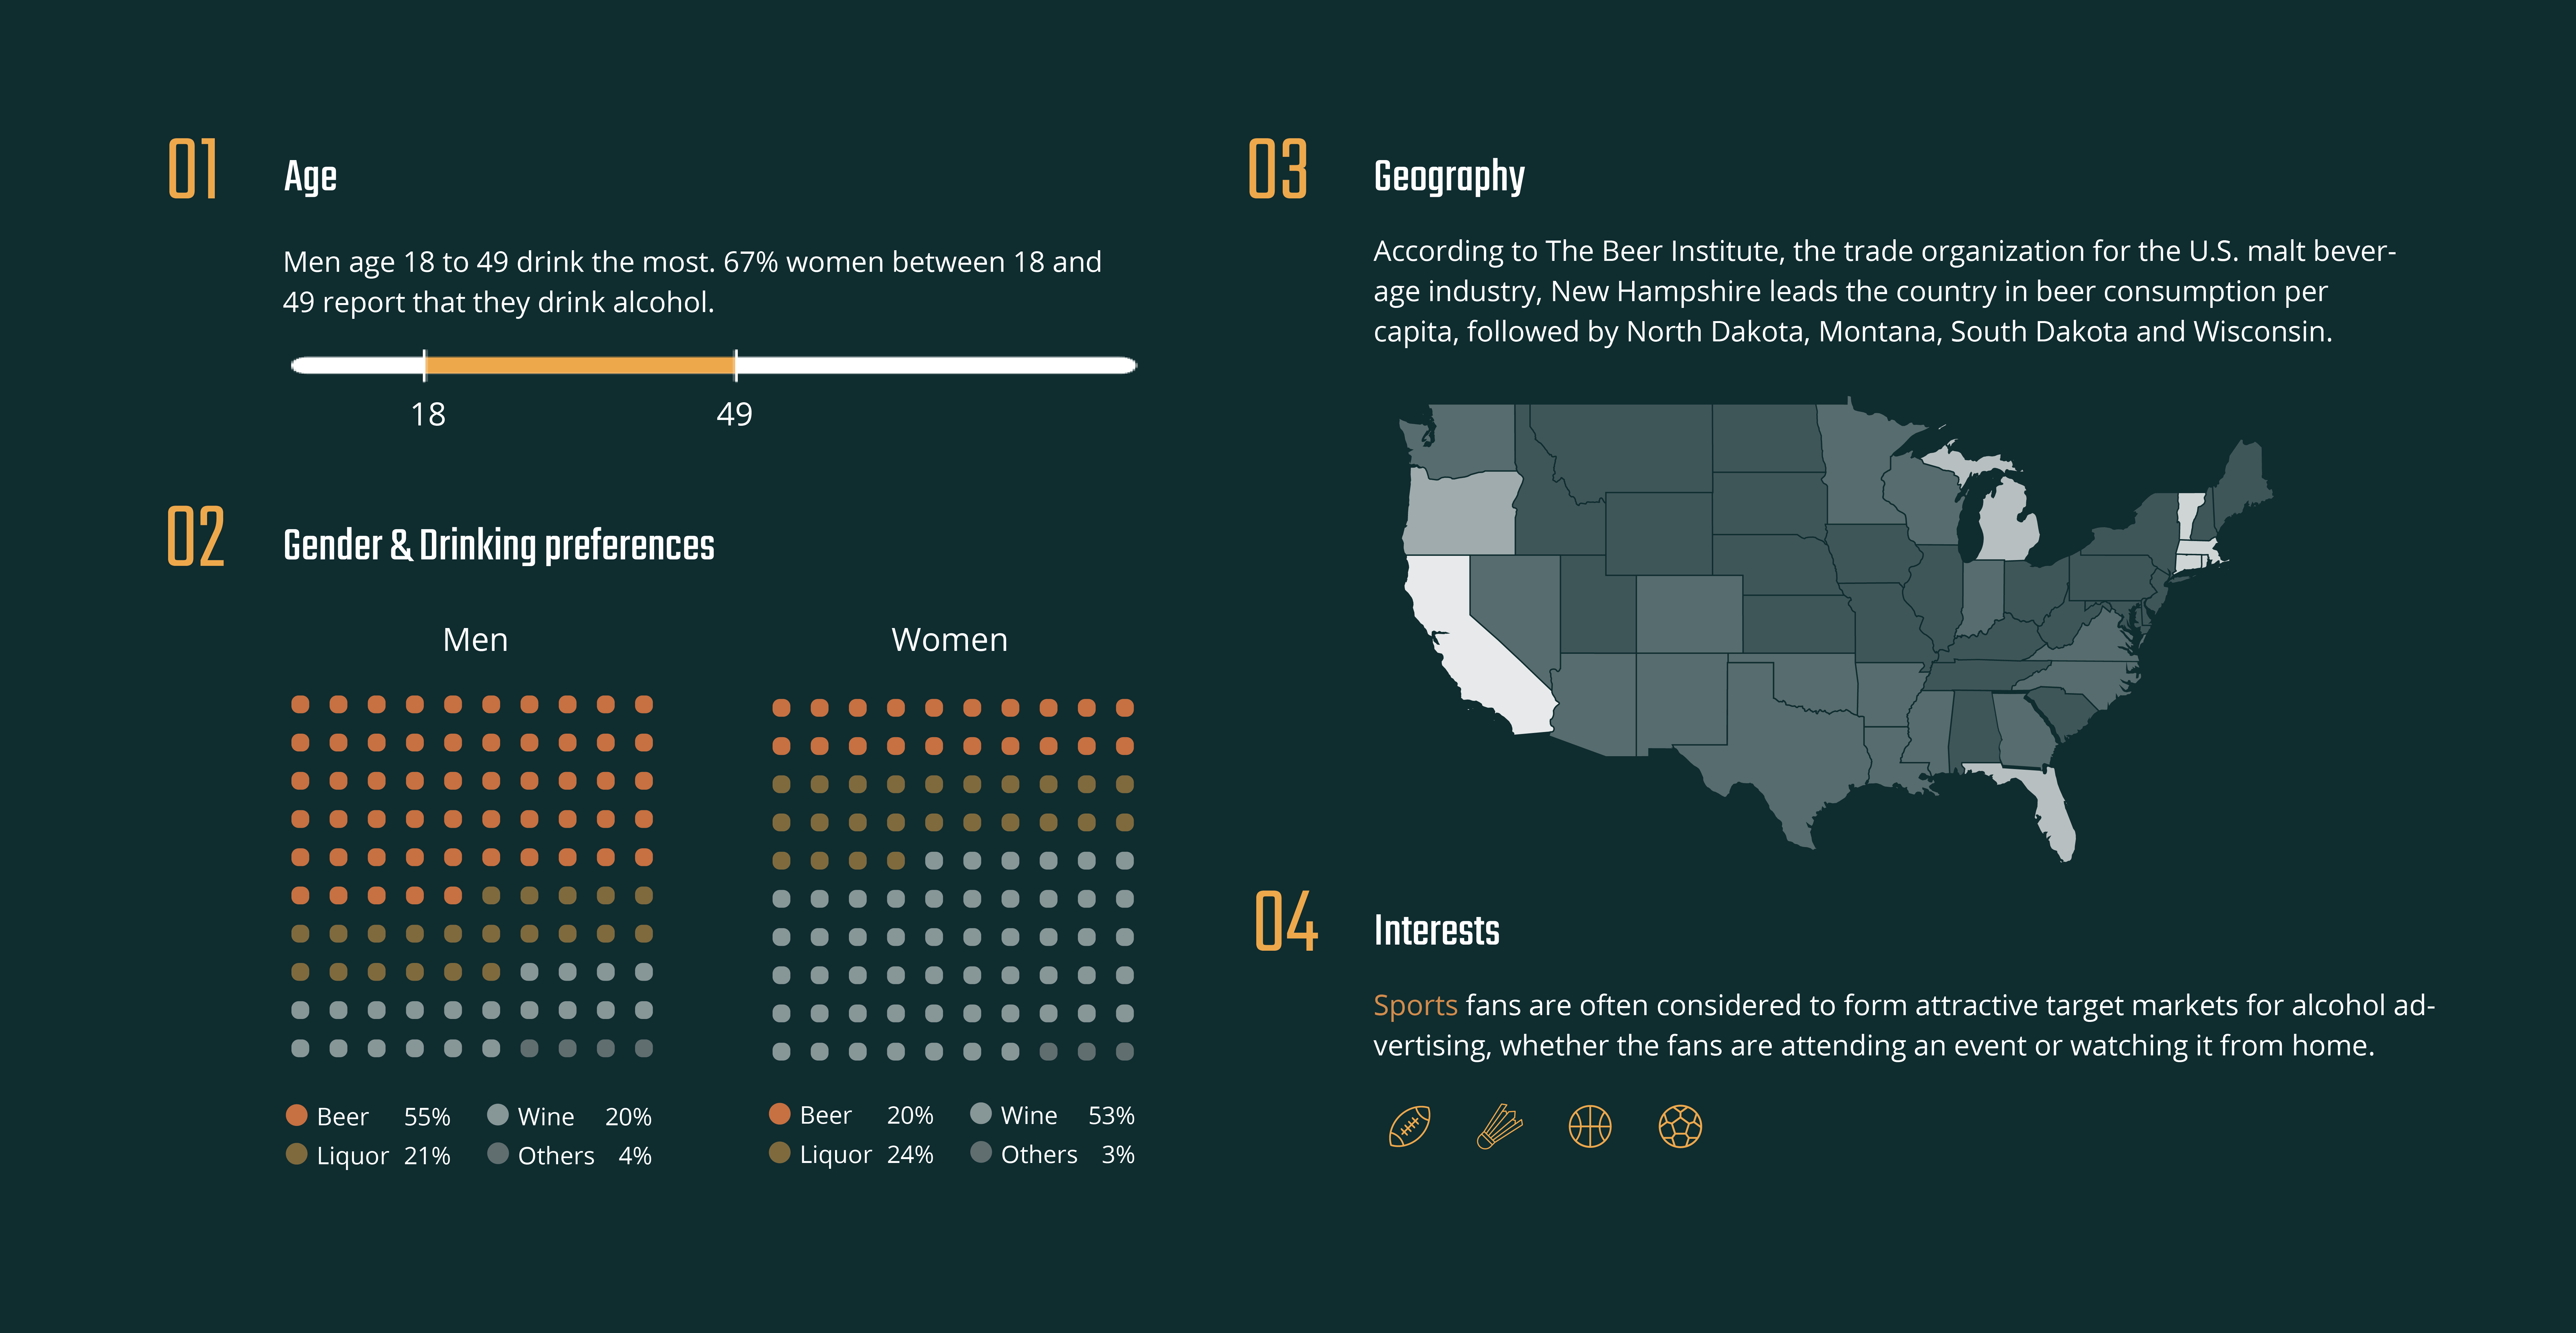 01
Age
Men age 18 to 49 drink the most. 67% women between 18 and
49 report that they drink alcohol.
18 49
02
Gender & Drinking preferences
Men
Beer 55% Wine 20%
Liquor 21% Others 4%
Women
Beer 20% Wine 53%
Liquor 24% Others 3%
03
Geography
According to The Beer Institute, the trade organization for the U.S. malt bever-
age industry, New Hampshire leads the country in beer consumption per
capita, followed by North Dakota, Montana, South Dakota and Wisconsin.
04
Interests
Sports fans are often considered to form attractive target markets for alcohol ad-
vertising, whether the fans are attending an event or watching it from home.